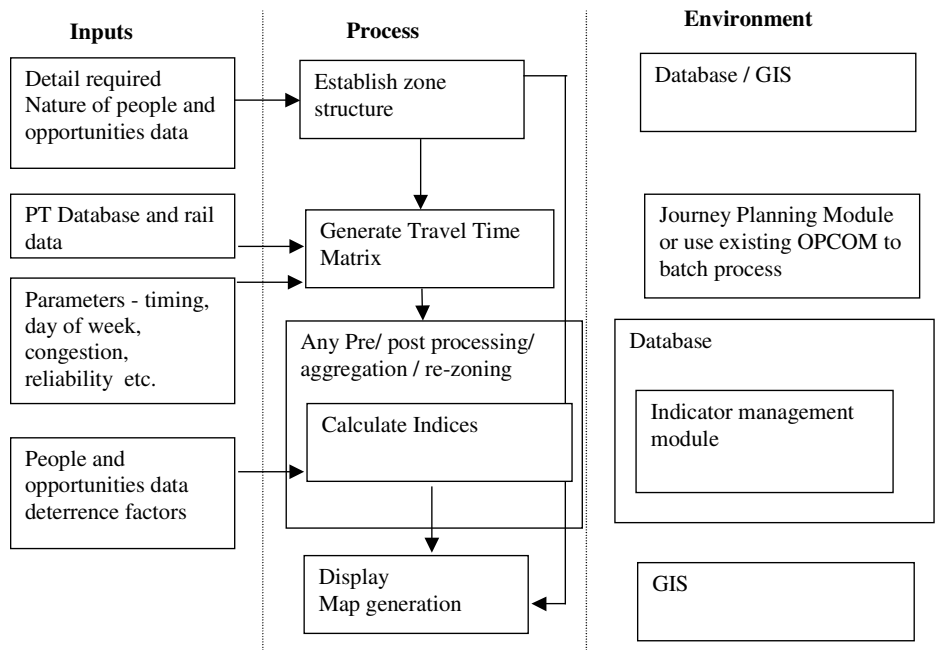 Inputs
Process
Environment
Detail required
Nature of people and
opportunities data
Establish zone
structure
Database / GIS
PT Database and rail
data
Generate Travel Time
Matrix
Journey Planning Module
or use existing OPCOM to
batch process
Parameters - timing,
day of week,
congestion,
reliability etc.
Any Pre/ post processing/
aggregation / re-zoning
Database
Calculate Indices
Indicator management
module
People and
opportunities data
deterrence factors
Display
Map generation
GIS